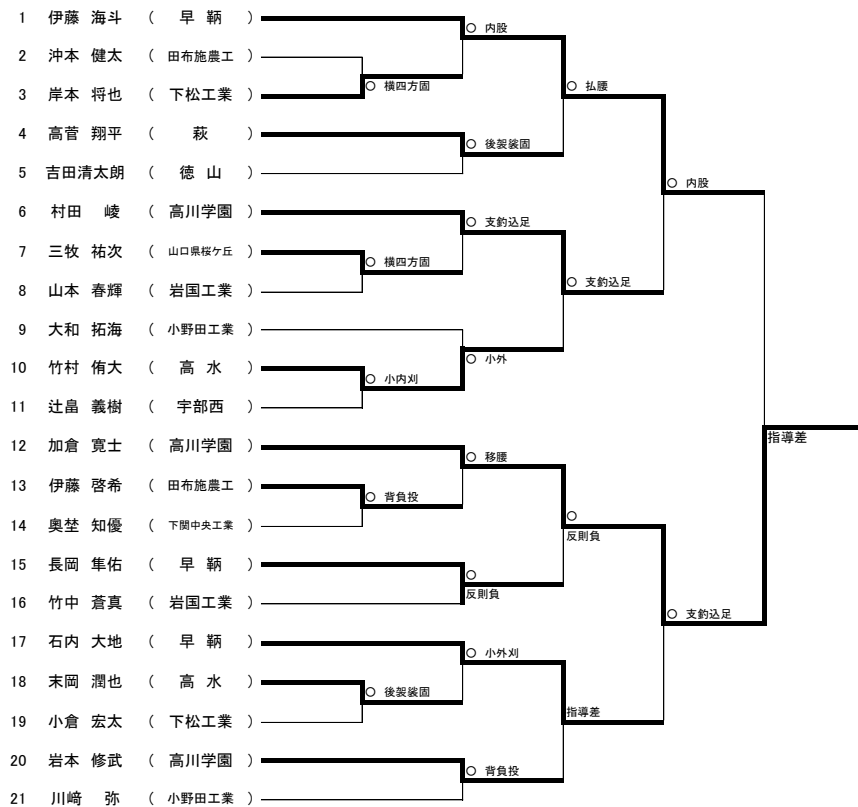 1 伊藤 海斗 （ 早 鞆 ）
○ 内股
2 沖本 健太 （ 田布施農工 ）
○ 横四方固
○ 払腰
3 岸本 将也 （ 下松工業 ）
4 高菅 翔平 （ 萩 ）
○ 後袈裟固
5 吉田清太朗 （ 徳 山 ）
○ 内股
6 村田 崚 （ 高川学園 ）
○ 支釣込足
7 三牧 祐次 （ 山口県桜ケ丘 ）
○ 横四方固
○ 支釣込足
8 山本 春輝 （ 岩国工業 ）
9 大和 拓海 （ 小野田工業 ）
○ 小外
10 竹村 侑大 （ 高 水 ）
○ 小内刈
11 辻畠 義樹 （ 宇部西 ）
指導差
12 加倉 寛士 （ 高川学園 ）
○ 移腰
13 伊藤 啓希 （ 田布施農工 ）
○ 背負投
○
14 奥埜 知優 （ 下関中央工業 ）
反則負
15 長岡 隼佑 （ 早 鞆 ）
○
反則負
16 竹中 蒼真 （ 岩国工業 ）
○ 支釣込足
17 石内 大地 （ 早 鞆 ）
○ 小外刈
18 末岡 潤也 （ 高 水 ）
○ 後袈裟固
指導差
19 小倉 宏太 （ 下松工業 ）
20 岩本 修武 （ 高川学園 ）
○ 背負投
21 川﨑 弥 （ 小野田工業 ）